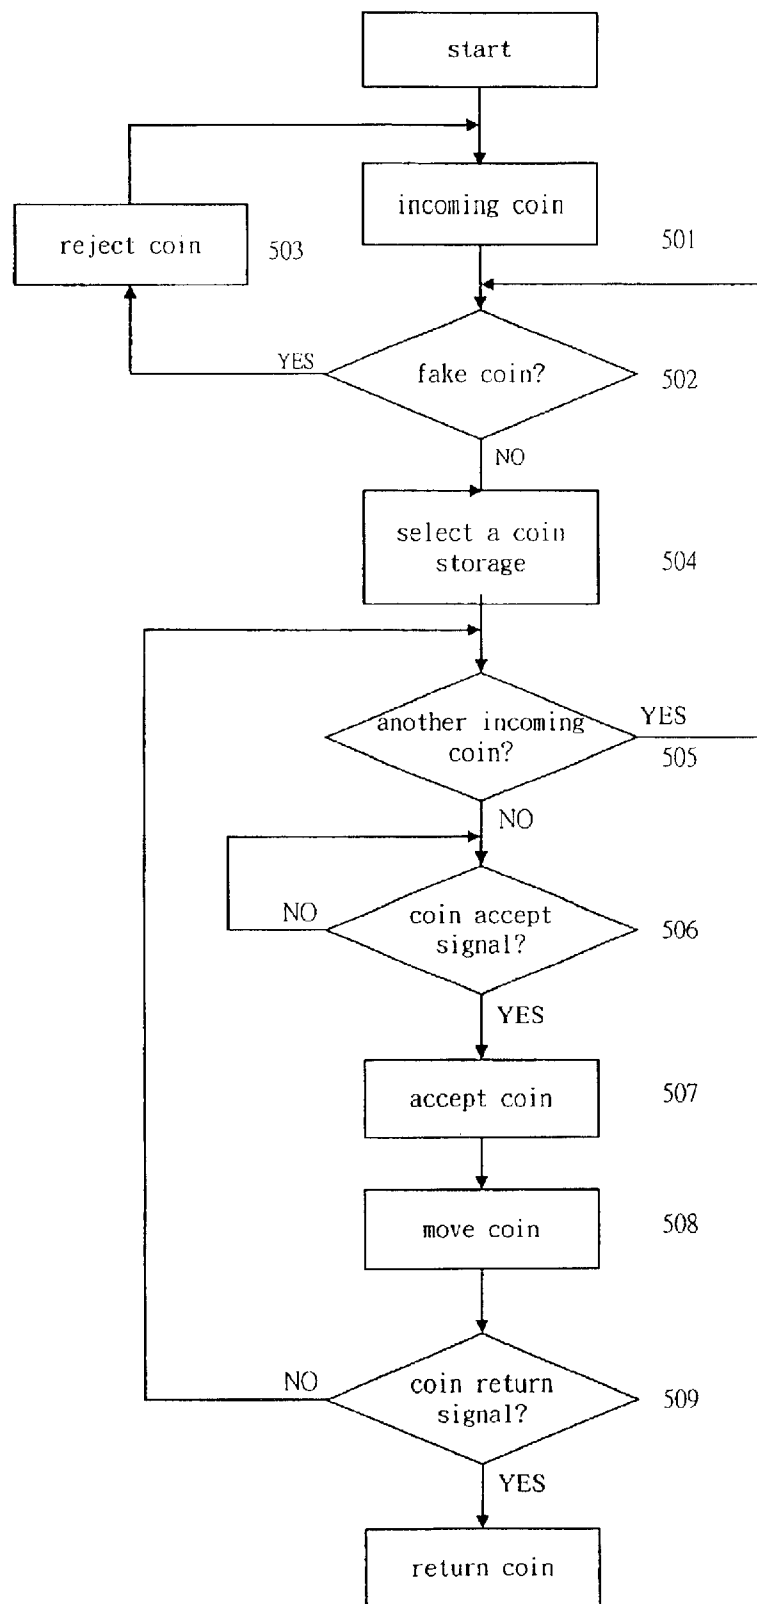 start
incoming coin
501
reject coin
503
YES
fake coin?
502
NO
select a coin
storage
504
another incoming
coin?
YES
505
NO
NO
coin accept
signal?
506
YES
accept coin
507
move coin
508
NO
coin return
signal?
509
YES
return coin